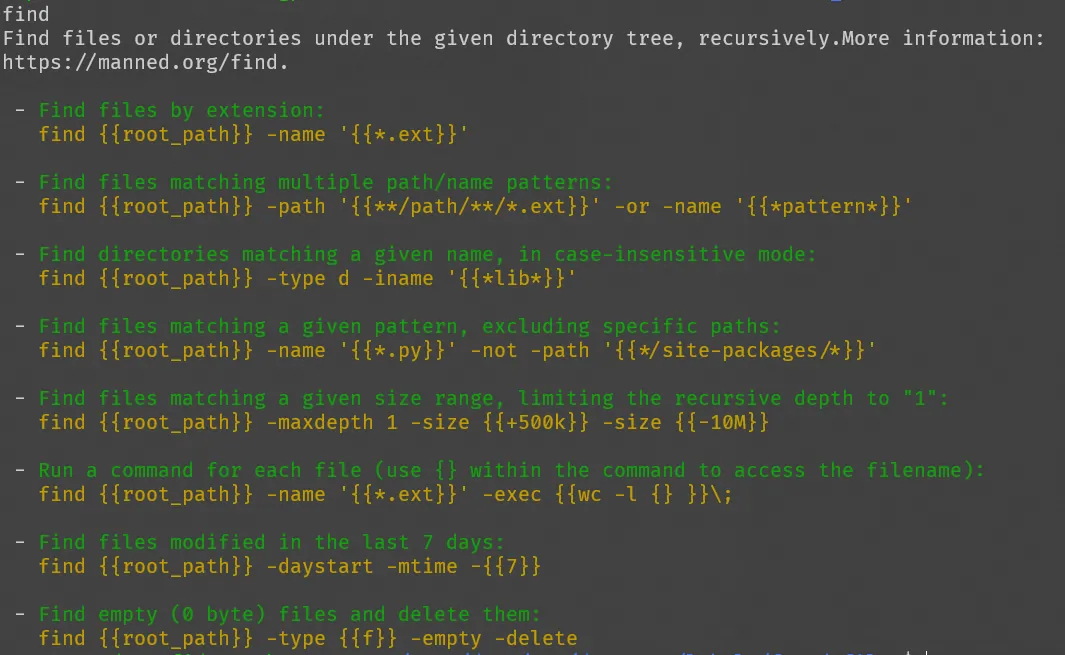 find
Find files or directories under the given directory tree, recursively.More information:
https://manned.org/find.
- Find files by extension:
find {{root_path}} -name '{{*.ext}}'
- Find files matching multiple path/name patterns:
find {{root_path}} -path '{{**/path/**/*.ext}}' -or -name '{{*pattern*}}'
- Find directories matching a given name, in case-insensitive mode:
find {{root_path}} -type d -iname '{{*lib*}}'
- Find files matching a given pattern, excluding specific paths:
find {{root_path}} -name '{{*.py}}' -not -path '{{*/site-packages/*}}'
- Find files matching a given size range, limiting the recursive depth to "1":
find {{root_path}} -maxdepth 1 -size {{+500k}} -size {{-10M}}
- Run a command for each file (use {} within the command to access the filename):
find {{root_path}} -name '{{*.ext}}' -exec {{wc -l {} }}\;
- Find files modified in the last 7 days:
find {{root_path}} -daystart -mtime -{{7}}
- Find empty (0 byte) files and delete them:
find {{root_path}} -type {{f}} -empty -delete